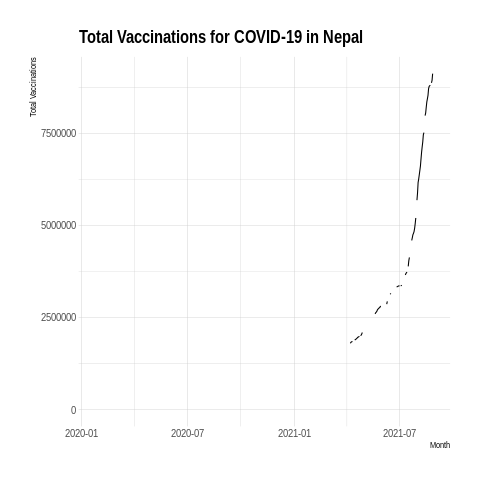 Total Vaccinations for COVID-19 in Nepal
Total Vaccinations
7500000
5000000
2500000
0
2020-01 2020-07 2021-01 2021-07
Month